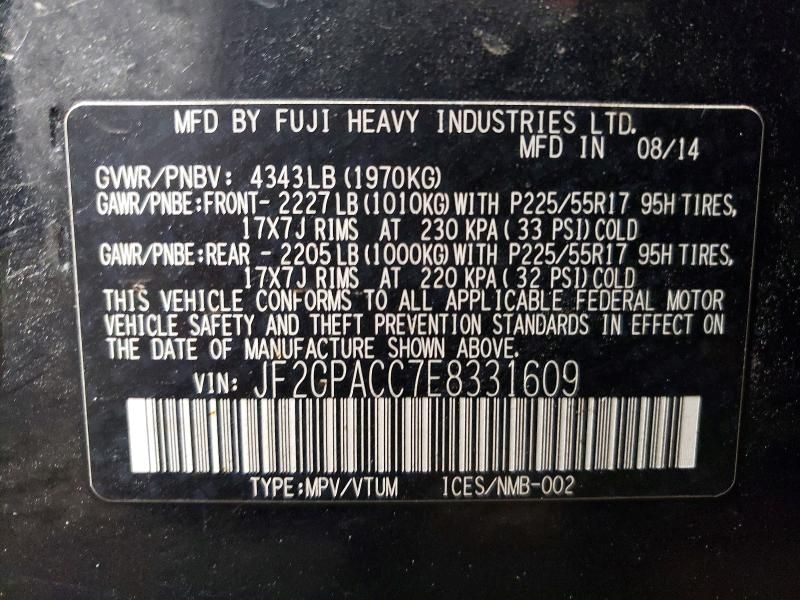 MFD BY FUJI HEAVY INDUSTRIES LTD.
MFD IN 08/14
GVWR/PNBV: 4343LB (1970KG)
GAWR/PNBE:FRONT- 2227LB (1010KG) WITH P225/55R17 95H TIRES,
17X7J RIMS AT 230 KPA ( 33 PSI) COLD
GAWR/PNBE:REAR - 2205LB (1000KG) WITH P225/55R17 95H TIRES,
17X7J RIMS AT 220 KPA ( 32 PSI) COLD
THIS VEHICLE CONFORMS TO ALL APPLICABLE FEDERAL MOTOR
VEHICLE SAFETY AND THEFT PREVENTION STANDARDS IN EFFECT ON
THE DATE OF MANUFACTURE SHOWN ABOVE.
VIN: JF2GPACC7E8331609
TYPE:MPV/VTUM ICES/NMB-002